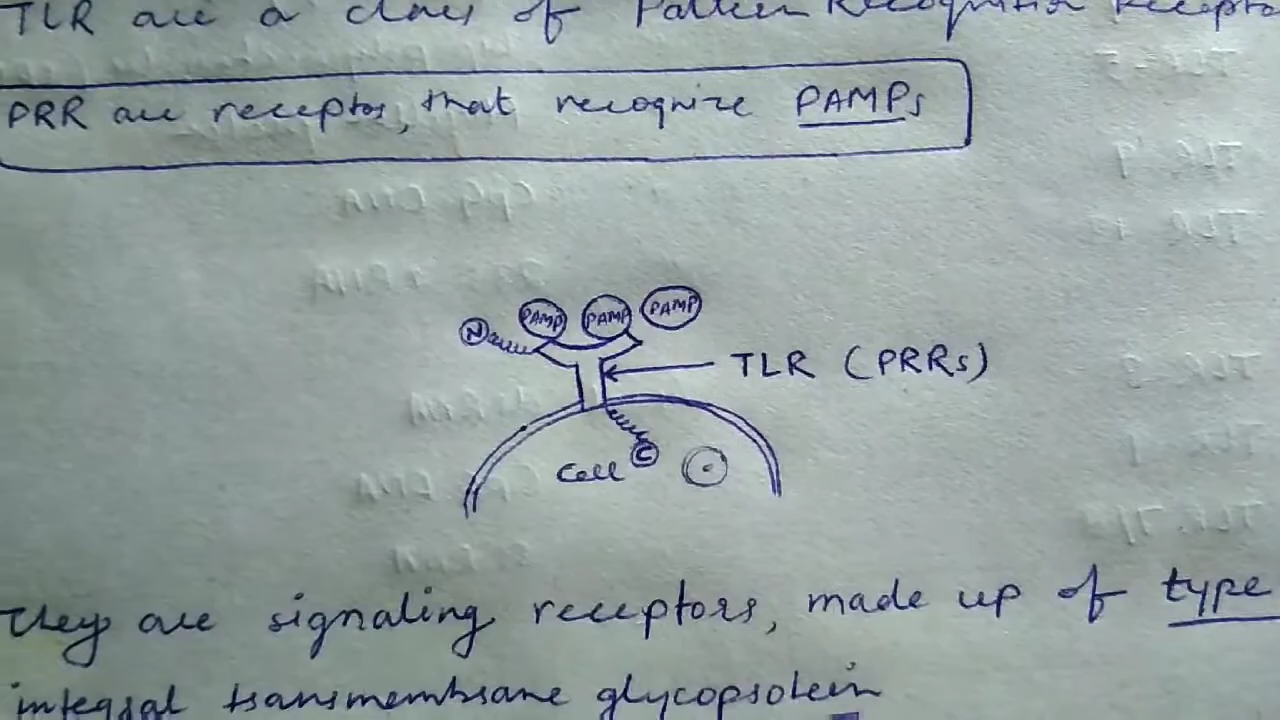 TLR are a class of Pattern Recognition Recepto
PRR are receptors, that recognize PAMPs
PAMP PAMP PAMP
N
TLR (PRRs)
Cell C
They are signaling receptors, made up of type
integral transmembrane glycoprotein